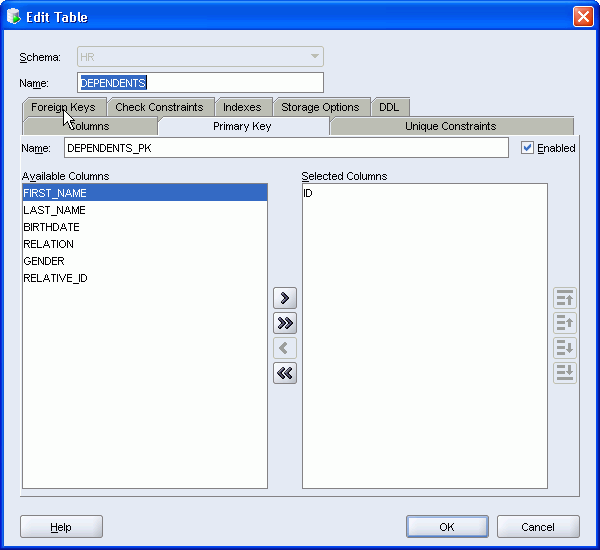 Edit Table
Schema: HR
Name: DEPENDENTS
Foreign Keys Check Constraints Indexes Storage Options DDL
Columns Primary Key Unique Constraints
Name: DEPENDENTS_PK Enabled
Available Columns Selected Columns
FIRST_NAME ID
LAST_NAME
BIRTHDATE
RELATION
GENDER
RELATIVE_ID
Help OK Cancel